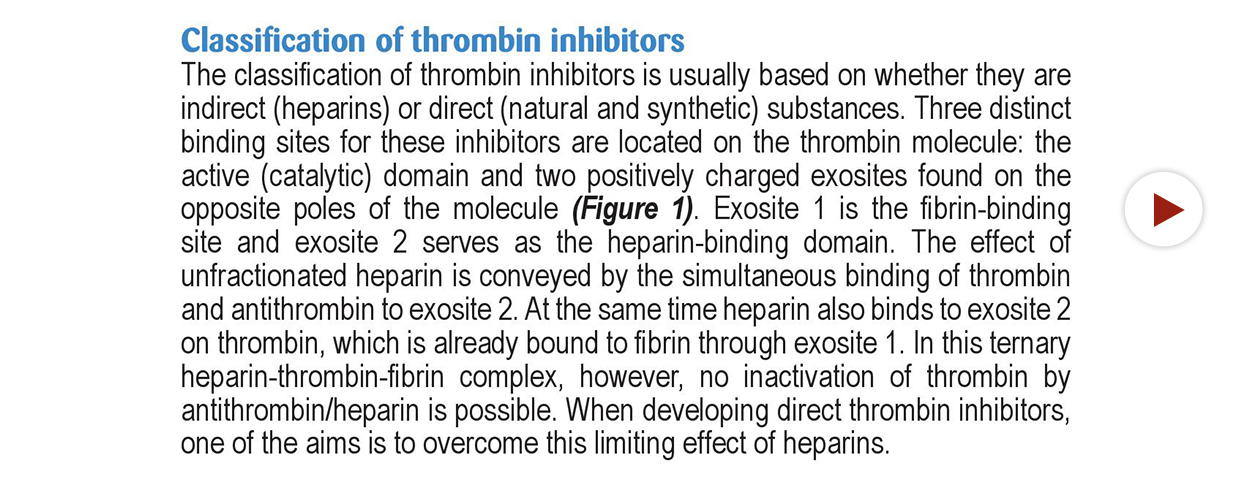 Classification of thrombin inhibitors
The classification of thrombin inhibitors is usually based on whether they are
indirect (heparins) or direct (natural and synthetic) substances. Three distinct
binding sites for these inhibitors are located on the thrombin molecule: the
active (catalytic) domain and two positively charged exosites found on the
opposite poles of the molecule (Figure 1). Exosite 1 is the fibrin-binding
site and exosite 2 serves as the heparin-binding domain. The effect of
unfractionated heparin is conveyed by the simultaneous binding of thrombin
and antithrombin to exosite 2. At the same time heparin also binds to exosite 2
on thrombin, which is already bound to fibrin through exosite 1. In this ternary
heparin-thrombin-fibrin complex, however, no inactivation of thrombin by
antithrombin/heparin is possible. When developing direct thrombin inhibitors,
one of the aims is to overcome this limiting effect of heparins.